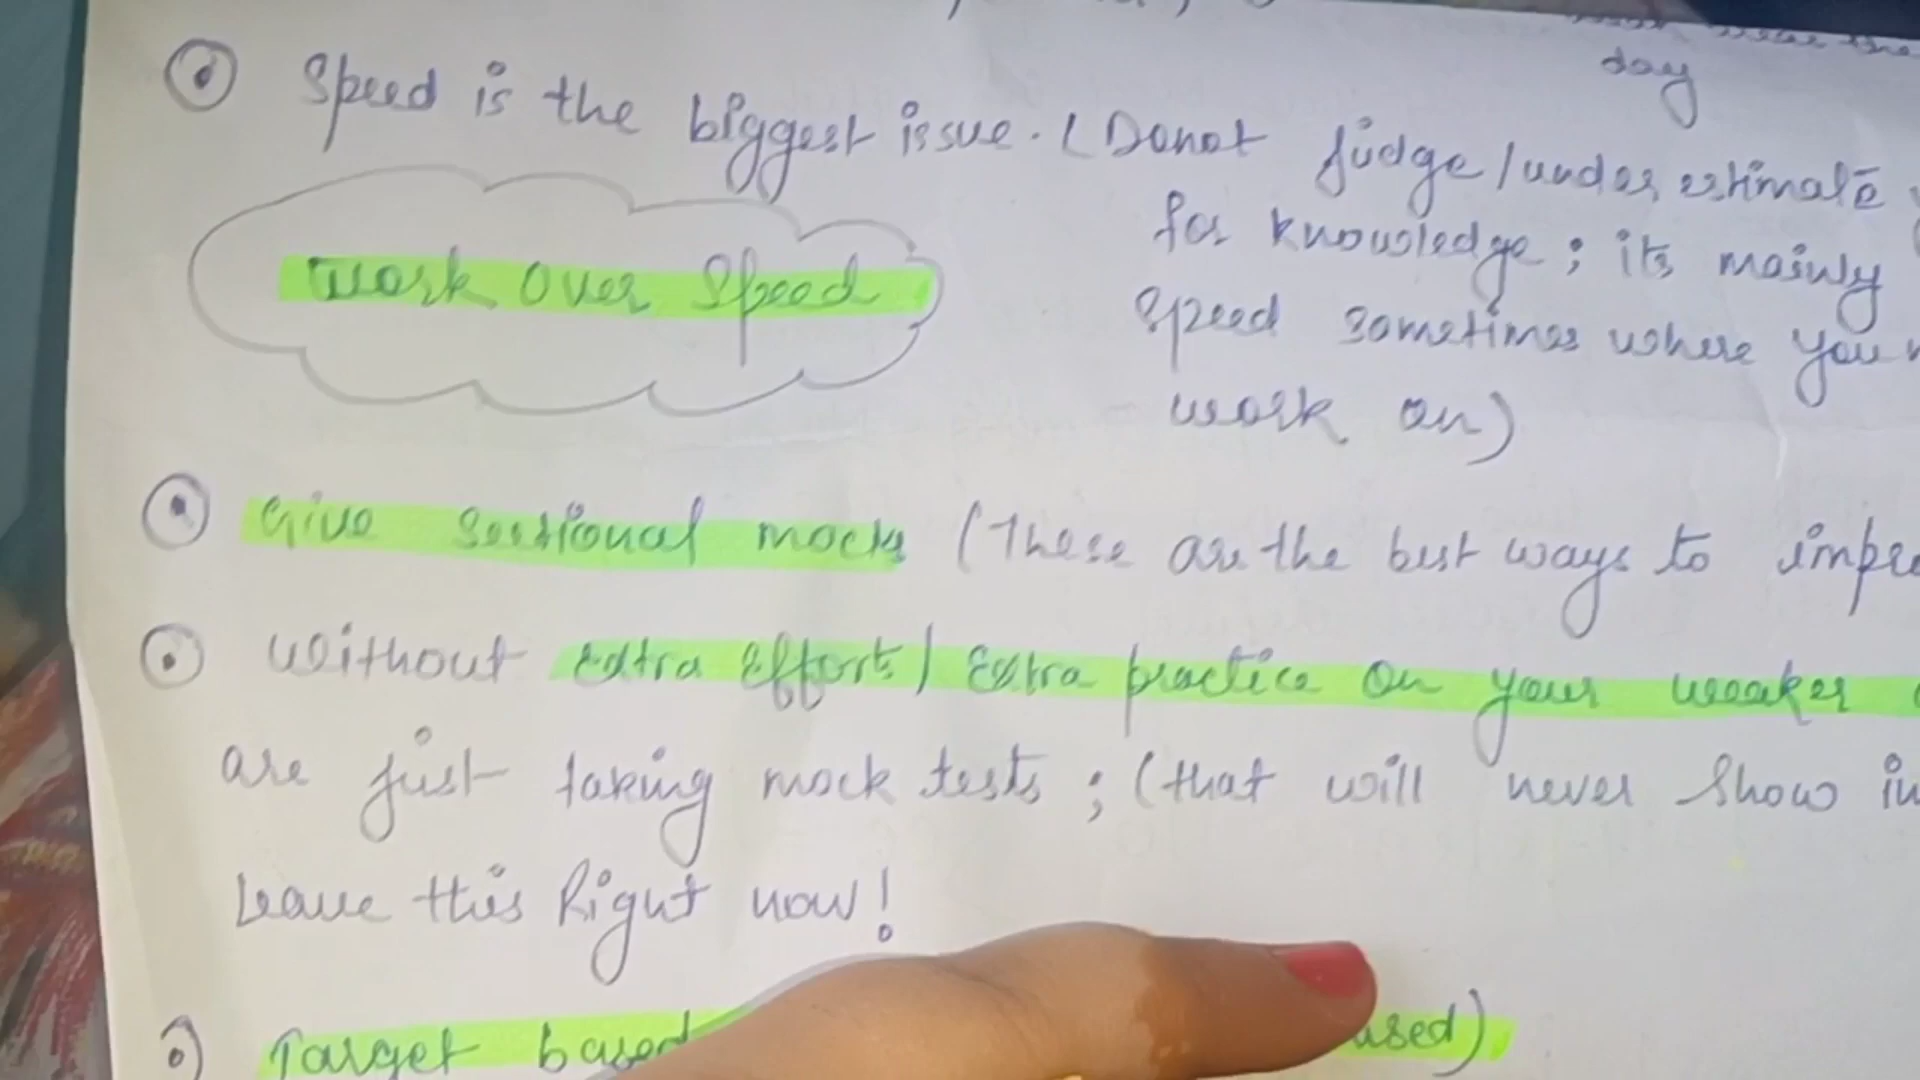 day
Speed is the biggest issue. (Donot judge/under estimate
for knowledge; its mainly
work over speed
speed sometimes where you
work on)
Give sectional mocks (These are the best ways to
without extra efforts/ Extra practice on your weaker
are just taking mock tests; (that will never show
Leave this Right now!
Target based